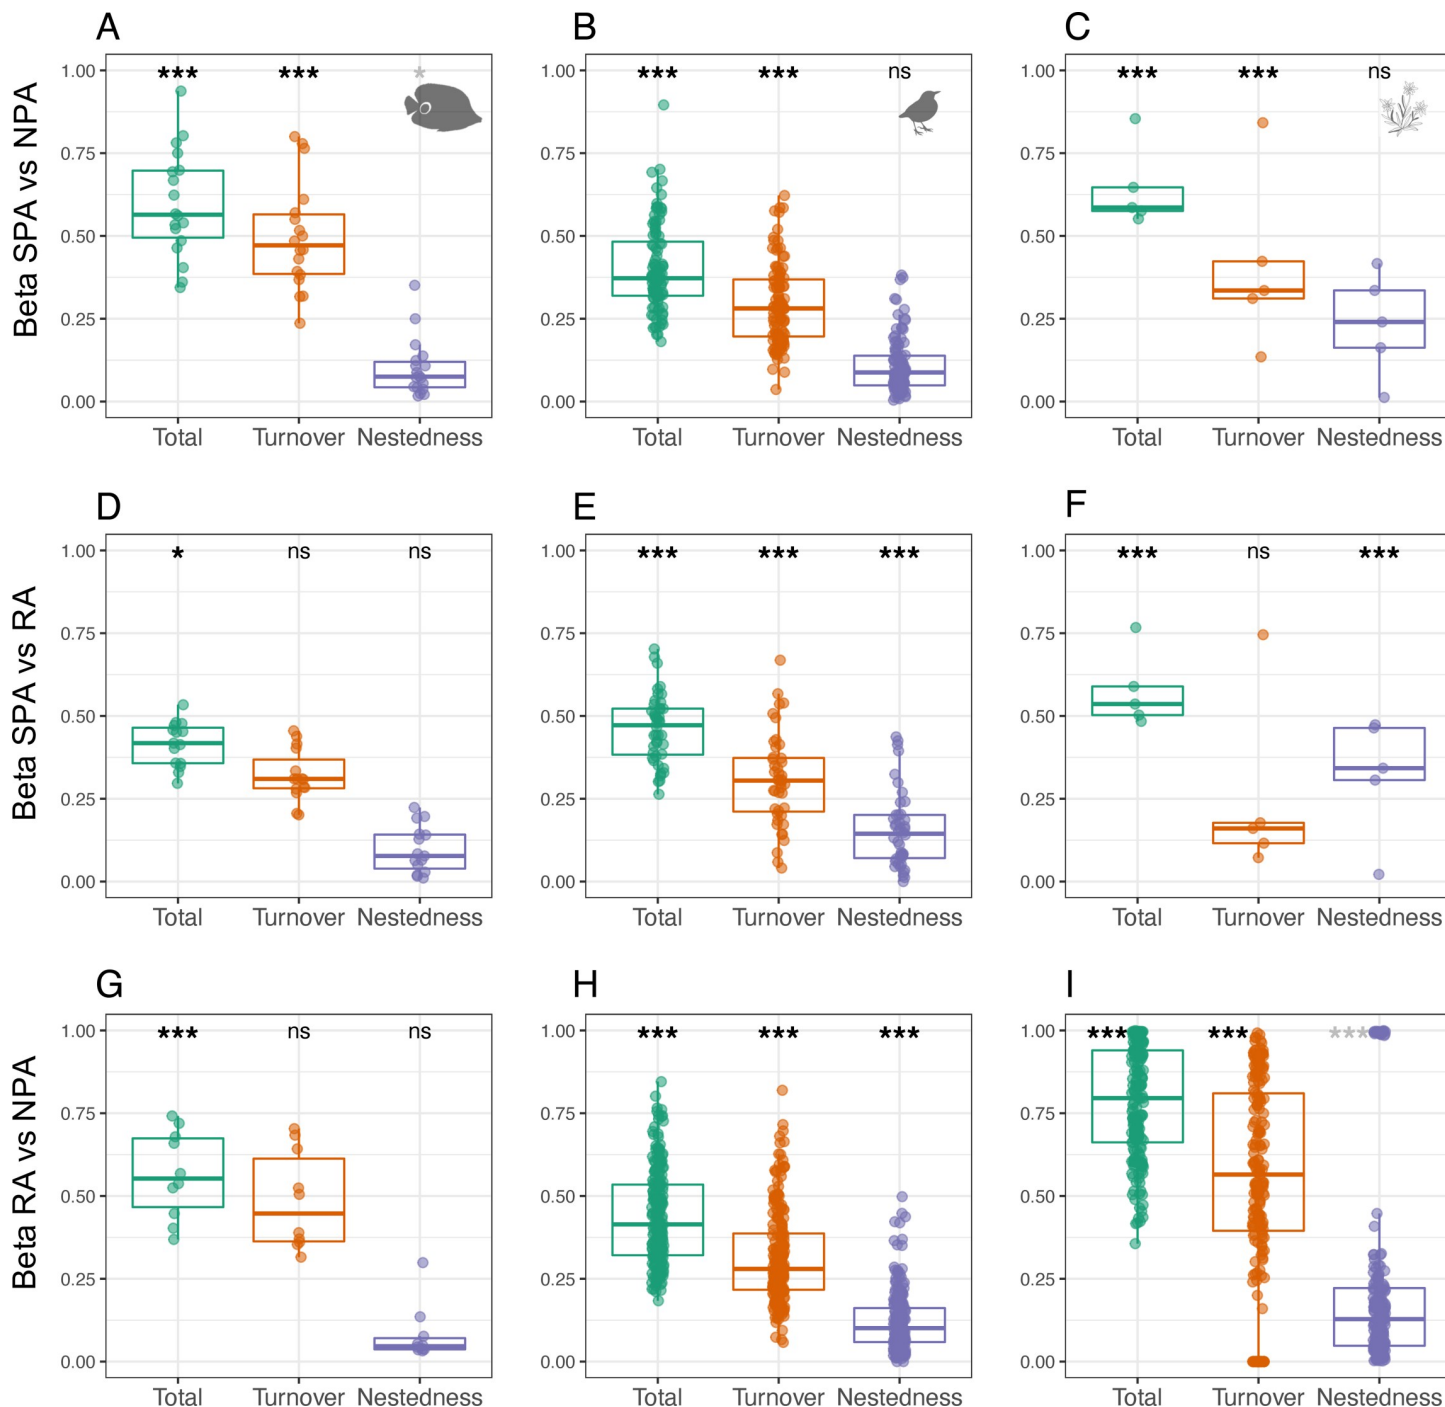 A B C
Beta SPA vs NPA
1.00 *** *** * 1.00 *** *** ns 1.00 *** *** ns
0.75 0.75 0.75
0.50 0.50 0.50
0.25 0.25 0.25
0.00 0.00 0.00
Total Turnover Nestedness Total Turnover Nestedness Total Turnover Nestedness
D E F
Beta SPA vs RA
1.00 * ns ns 1.00 *** *** *** 1.00 *** ns ***
0.75 0.75 0.75
0.50 0.50 0.50
0.25 0.25 0.25
0.00 0.00 0.00
Total Turnover Nestedness Total Turnover Nestedness Total Turnover Nestedness
G H I
Beta RA vs NPA
1.00 *** ns ns 1.00 *** *** *** 1.00 *** *** ***
0.75 0.75 0.75
0.50 0.50 0.50
0.25 0.25 0.25
0.00 0.00 0.00
Total Turnover Nestedness Total Turnover Nestedness Total Turnover Nestedness